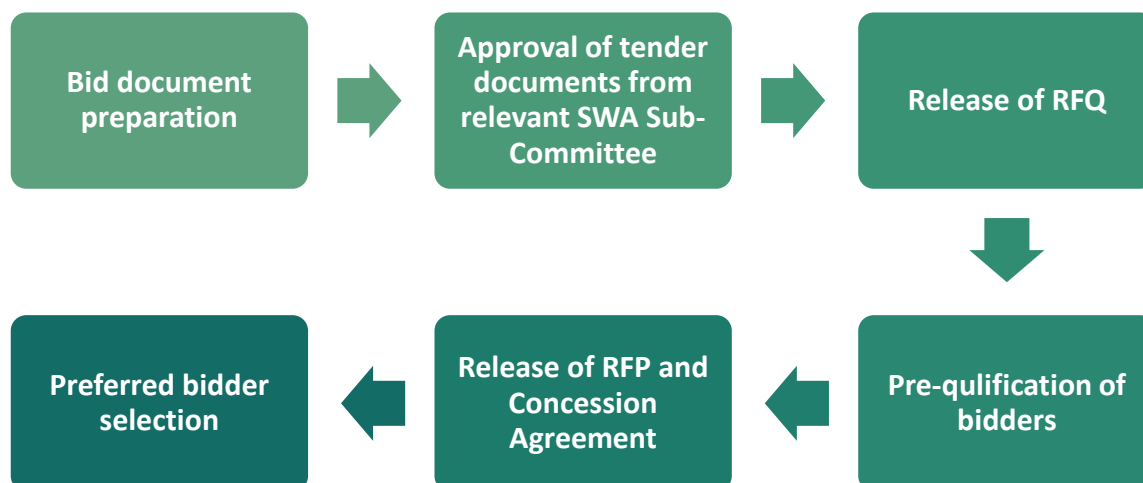 Bid document
preparation
Approval of tender
documents from
relevant SWA Sub-
Committee
Release of RFQ
Pre-qulification of
bidders
Release of RFP and
Concession
Agreement
Preferred bidder
selection